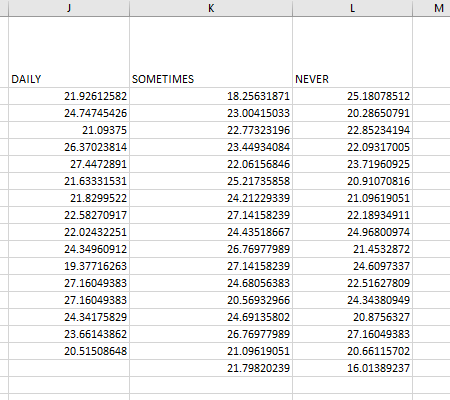 J K L M
DAILY SOMETIMES NEVER
21.92612582 18.25631871 25.18078512
24.74745426 23.00415033 20.28650791
21.09375 22.77323196 22.85234194
26.37023814 23.44934084 22.09317005
27.4472891 22.06156846 23.71960925
21.63331531 25.21735858 20.91070816
21.8299522 24.21229339 21.09619051
22.58270917 27.14158239 22.18934911
22.02432251 24.43518667 24.96800974
24.34960912 26.76977989 21.4532872
19.37716263 27.14158239 24.6097337
27.16049383 24.68056383 22.51627809
27.16049383 20.56932966 24.34380949
24.34175829 24.69135802 20.8756327
23.66143862 26.76977989 27.16049383
20.51508648 21.09619051 20.66115702
21.79820239 16.01389237